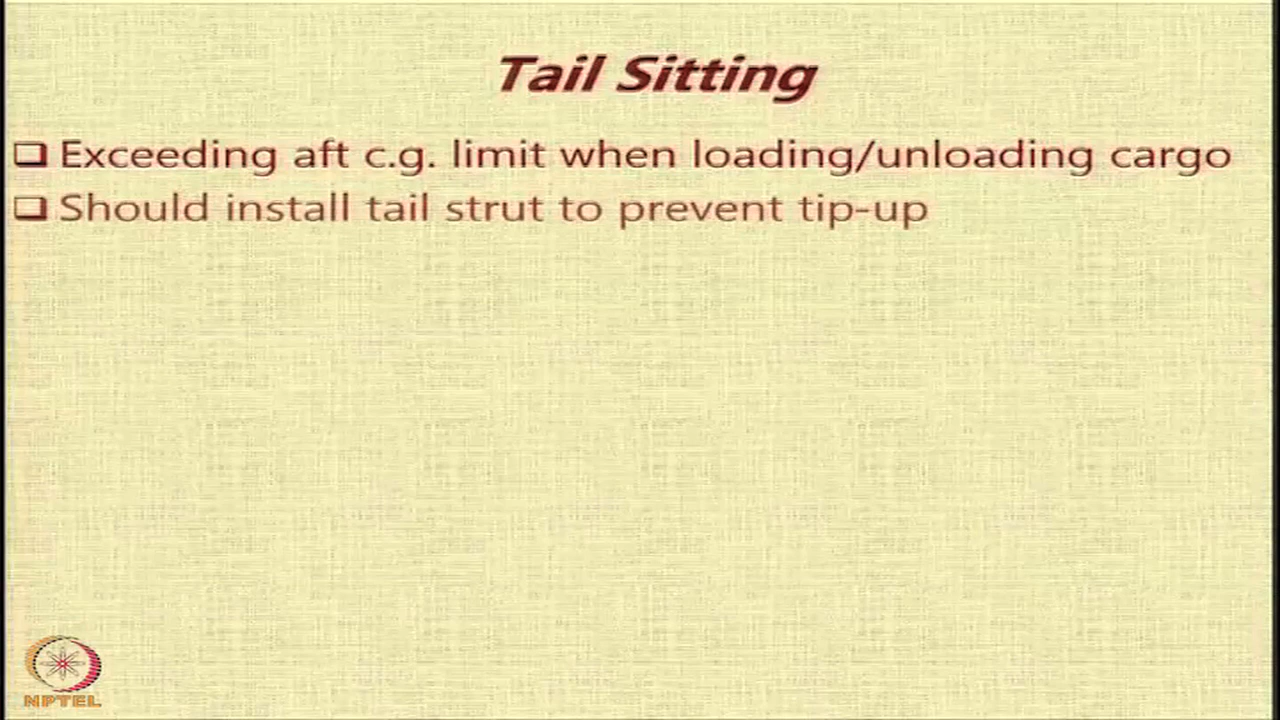 Tail Sitting
❑ Exceeding aft c.g. limit when loading/unloading cargo
❑ Should install tail strut to prevent tip-up
NPTEL